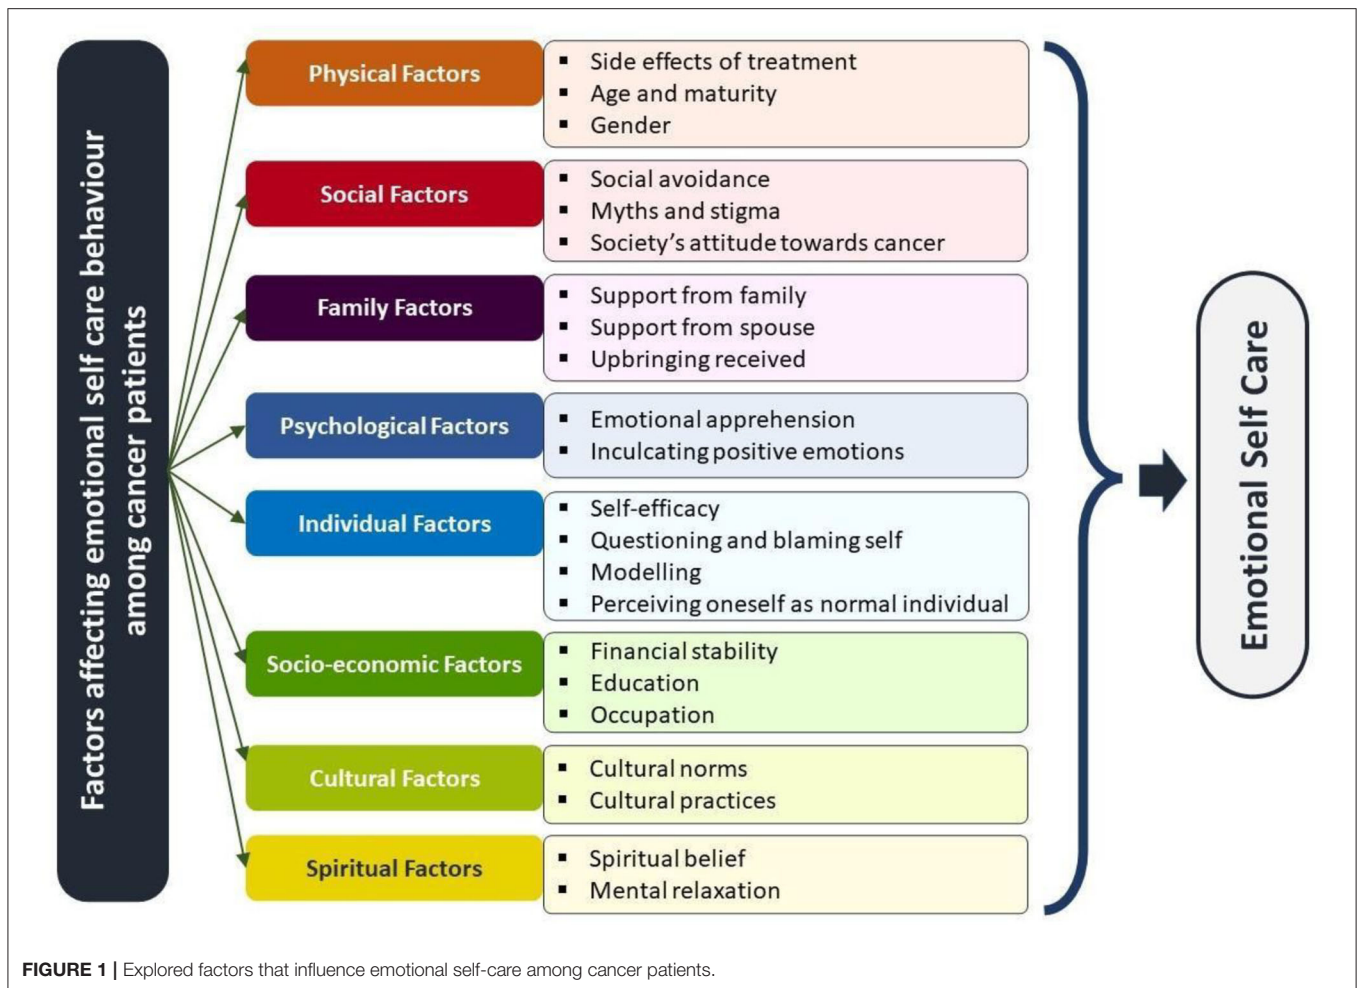 Factors affecting emotional self care behaviour
among cancer patients
Physical Factors
▪ Side effects of treatment
▪ Age and maturity
▪ Gender
Social Factors
▪ Social avoidance
▪ Myths and stigma
▪ Society’s attitude towards cancer
Family Factors
▪ Support from family
▪ Support from spouse
▪ Upbringing received
Psychological Factors
▪ Emotional apprehension
▪ Inculcating positive emotions
Individual Factors
▪ Self-efficacy
▪ Questioning and blaming self
▪ Modelling
▪ Perceiving oneself as normal individual
Socio-economic Factors
▪ Financial stability
▪ Education
▪ Occupation
Cultural Factors
▪ Cultural norms
▪ Cultural practices
Spiritual Factors
▪ Spiritual belief
▪ Mental relaxation
Emotional Self Care
FIGURE 1 | Explored factors that influence emotional self-care among cancer patients.